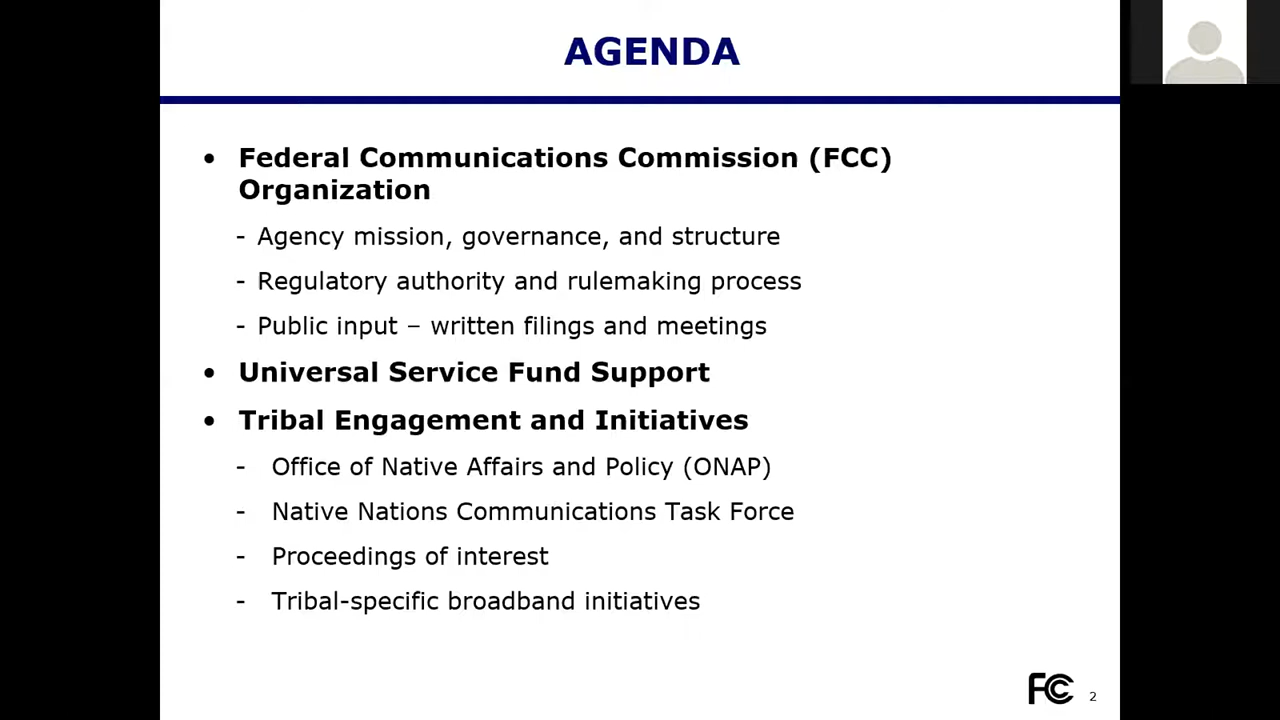 AGENDA
• Federal Communications Commission (FCC)
Organization
- Agency mission, governance, and structure
- Regulatory authority and rulemaking process
- Public input – written filings and meetings
• Universal Service Fund Support
• Tribal Engagement and Initiatives
- Office of Native Affairs and Policy (ONAP)
- Native Nations Communications Task Force
- Proceedings of interest
- Tribal-specific broadband initiatives
FCC 2